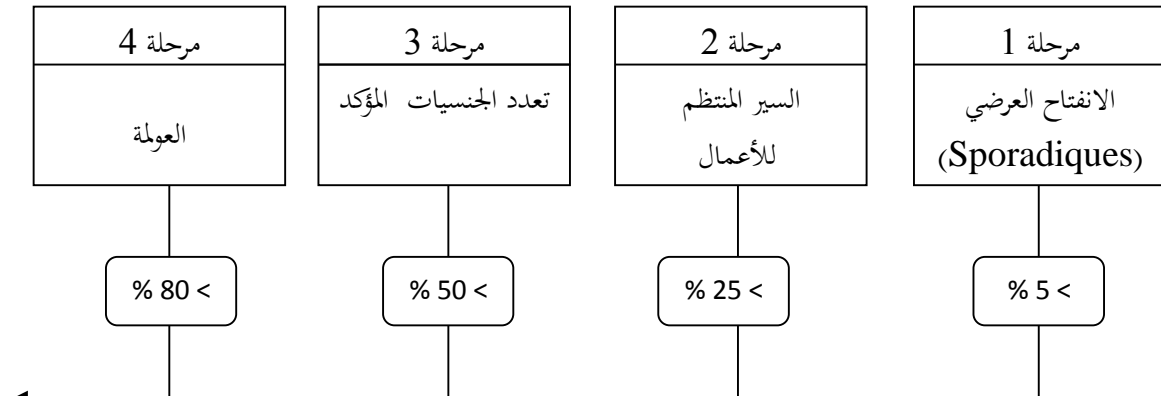 مرحلة 1
الانفتاح العرضي
(Sporadiques)
< 5 %
مرحلة 2
السير المنتظم
للأعمال
< 25 %
مرحلة 3
تعدد الجنسيات المؤكد
< 50 %
مرحلة 4
العولمة
< 80 %